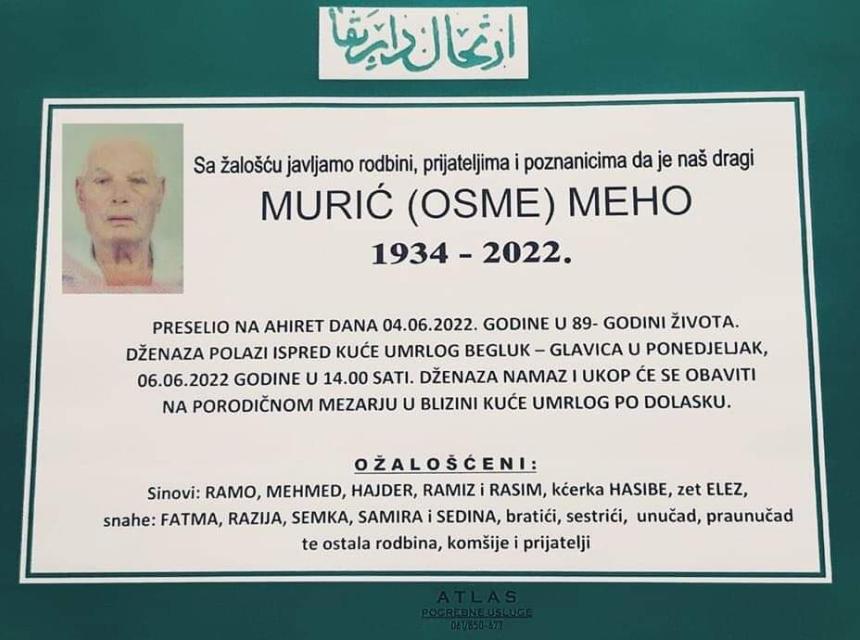 ارتحال دار بقا
Sa žalošću javljamo rodbini, prijateljima i poznanicima da je naš dragi
MURIĆ (OSME) MEHO
1934 - 2022.
PRESELIO NA AHIRET DANA 04.06.2022. GODINE U 89- GODINI ŽIVOTA.
DŽENAZA POLAZI ISPRED KUĆE UMRLOG BEGLUK – GLAVICA U PONEDJELJAK,
06.06.2022 GODINE U 14.00 SATI. DŽENAZA NAMAZ I UKOP ĆE SE OBAVITI
NA PORODIČNOM MEZARJU U BLIZINI KUĆE UMRLOG PO DOLASKU.
OŽALOŠĆENI:
Sinovi: RAMO, MEHMED, HAJDER, RAMIZ i RASIM, kćerka HASIBE, zet ELEZ,
snahe: FATMA, RAZIJA, SEMKA, SAMIRA i SEDINA, bratići, sestrići, unučad, praunučad
te ostala rodbina, komšije i prijatelji
ATLAS
POGREBNE USLUGE
061/850-677